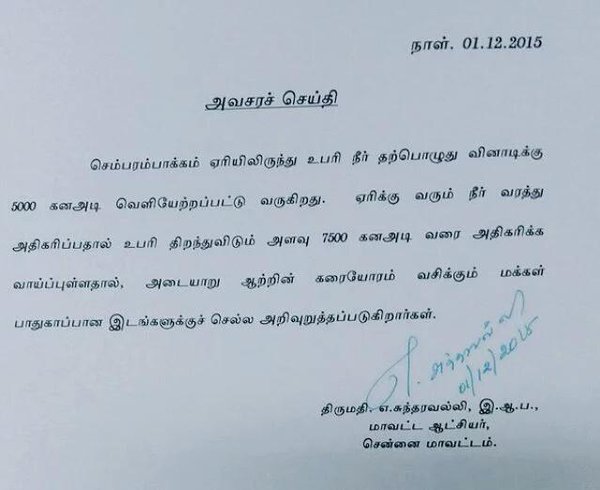 நாள். 01.12.2015
அவசரச் செய்தி
செம்பரம்பாக்கம் ஏரியிலிருந்து உபரி நீர் தற்பொழுது வினாடிக்கு
5000 கனஅடி வெளியேற்றப்பட்டு வருகிறது. ஏரிக்கு வரும் நீர் வரத்து
அதிகரிப்பதால் உபரி திறந்துவிடும் அளவு 7500 கனஅடி வரை அதிகரிக்க
வாய்ப்புள்ளதால், அடையாறு ஆற்றின் கரையோரம் வசிக்கும் மக்கள்
பாதுகாப்பான இடங்களுக்குச் செல்ல அறிவுறுத்தப்படுகிறார்கள்.
01/12/2015
திருமதி. எ.சுந்தரவல்லி, இ.ஆ.ப.,
மாவட்ட ஆட்சியர்,
சென்னை மாவட்டம்.